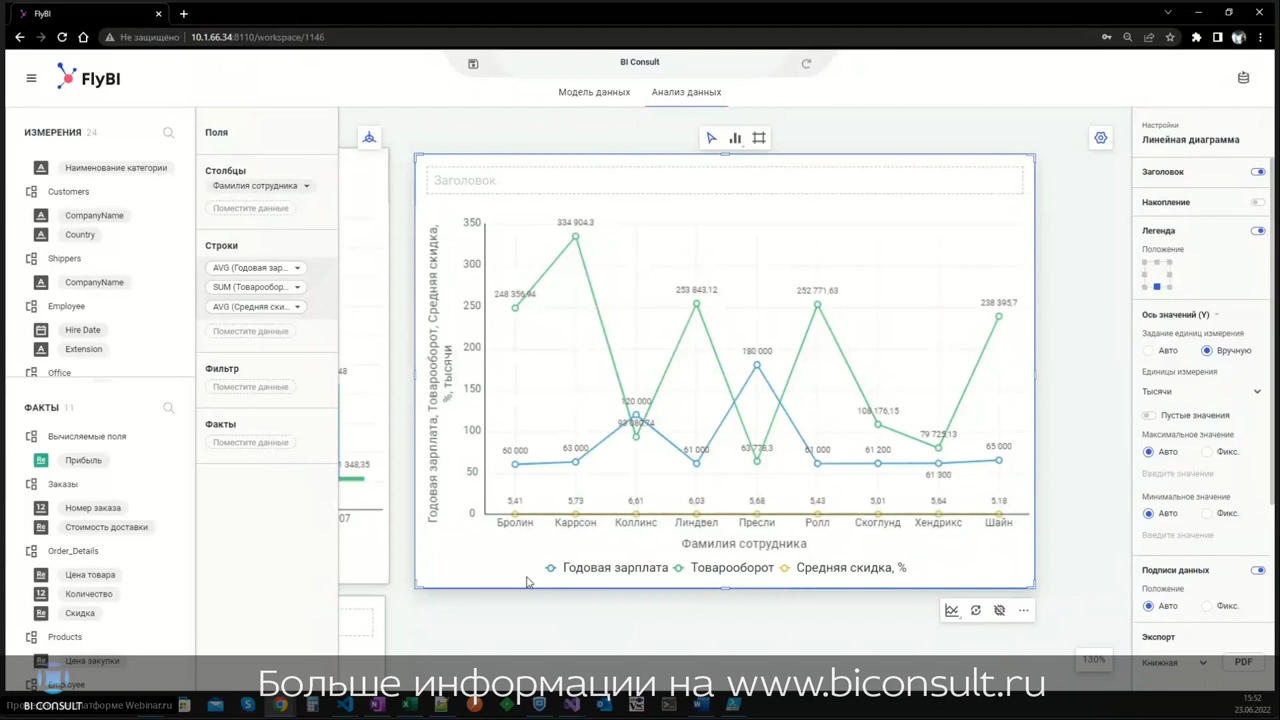 FlyBI
Не защищено 10.1.66.34:8110/workspace/1146
FlyBI
BI Consult
Модель данных Анализ данных
ИЗМЕРЕНИЯ 24
Наименование категории
Customers
CompanyName
Country
Shippers
CompanyName
Employee
Hire Date
Extension
Office
ФАКТЫ 11
Вычисляемые поля
Прибыль
Заказы
Номер заказа
Стоимость доставки
Order_Details
Цена товара
Количество
Скидка
Products
Цена закупки
Employee
Поля
Столбцы
Фамилия сотрудника
Поместите данные
Строки
AVG (Годовая зар...
SUM (Товарообор...
AVG (Средняя ски...
Поместите данные
Фильтр
Поместите данные
Факты
Поместите данные
48
1 348,35
07
Заголовок
Годовая зарплата, Товарооборот, Средняя скидка,
%, тысячи
350
300
250
200
150
100
50
0
248 356,94
334 904,3
253 843,12
252 771,63
238 395,7
180 000
120 000
108 176,15
79 725,13
60 000
63 000
61 000
63 778,3
61 000
61 200
61 300
65 000
5,41 5,73 6,61 6,03 5,68 5,43 5,01 5,64 5,18
Бролин Каррсон Коллинс Линдвел Пресли Ролл Скоглунд Хендрикс Шайн
Фамилия сотрудника
Годовая зарплата Товарооборот Средняя скидка, %
130%
Настройки
Линейная диаграмма
Заголовок
Накопление
Легенда
Положение
Ось значений (Y)
Задание единиц измерения
Авто Вручную
Единицы измерения
Тысячи
Пустые значения
Максимальное значение
Авто Фикс.
Введите значение
Минимальное значение
Авто Фикс.
Введите значение
Подписи данных
Положение
Авто Фикс.
Экспорт
Книжная PDF
Больше информации на www.biconsult.ru
BI CONSULT
15:52
23.06.2022